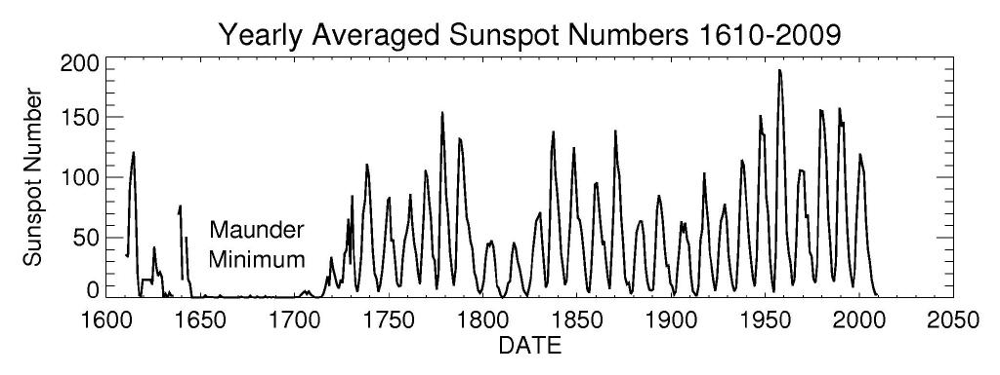 Yearly Averaged Sunspot Numbers 1610-2009
200
150
100
50
0
Sunspot Number
Maunder
Minimum
1600 1650 1700 1750 1800 1850 1900 1950 2000 2050
DATE